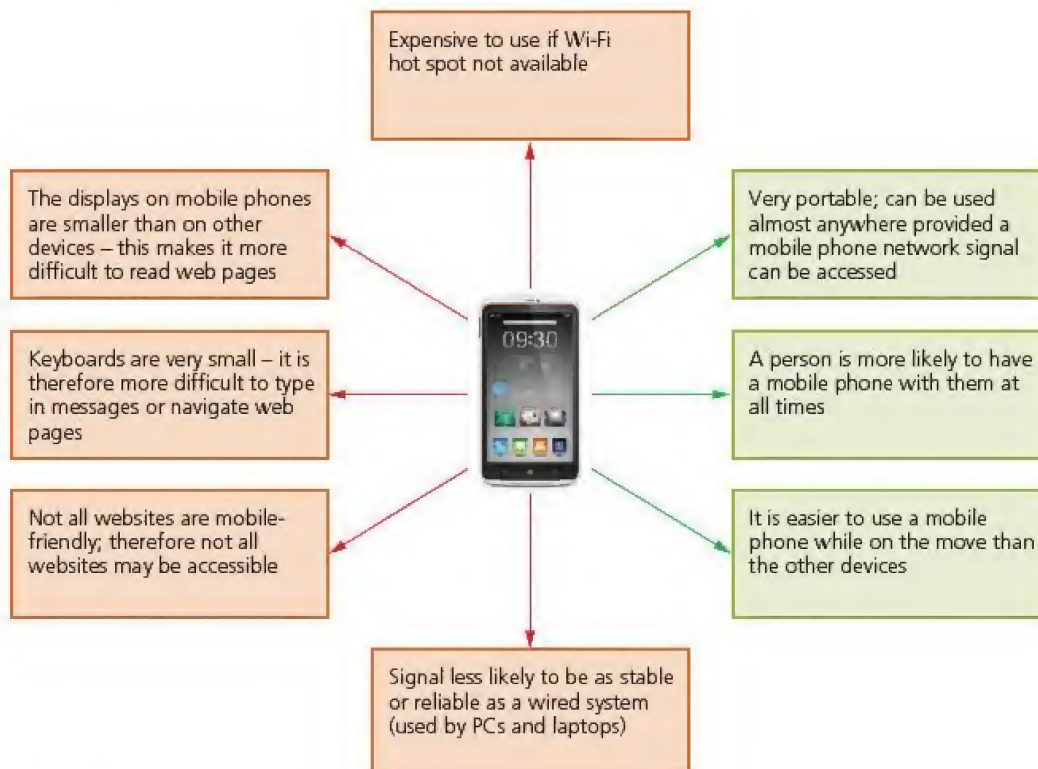 Expensive to use if Wi-Fi
hot spot not available
The displays on mobile phones
are smaller than on other
devices – this makes it more
difficult to read web pages
Very portable; can be used
almost anywhere provided a
mobile phone network signal
can be accessed
09:30
Keyboards are very small – it is
therefore more difficult to type
in messages or navigate web
pages
A person is more likely to have
a mobile phone with them at
all times
Not all websites are mobile-
friendly; therefore not all
websites may be accessible
It is easier to use a mobile
phone while on the move than
the other devices
Signal less likely to be as stable
or reliable as a wired system
(used by PCs and laptops)